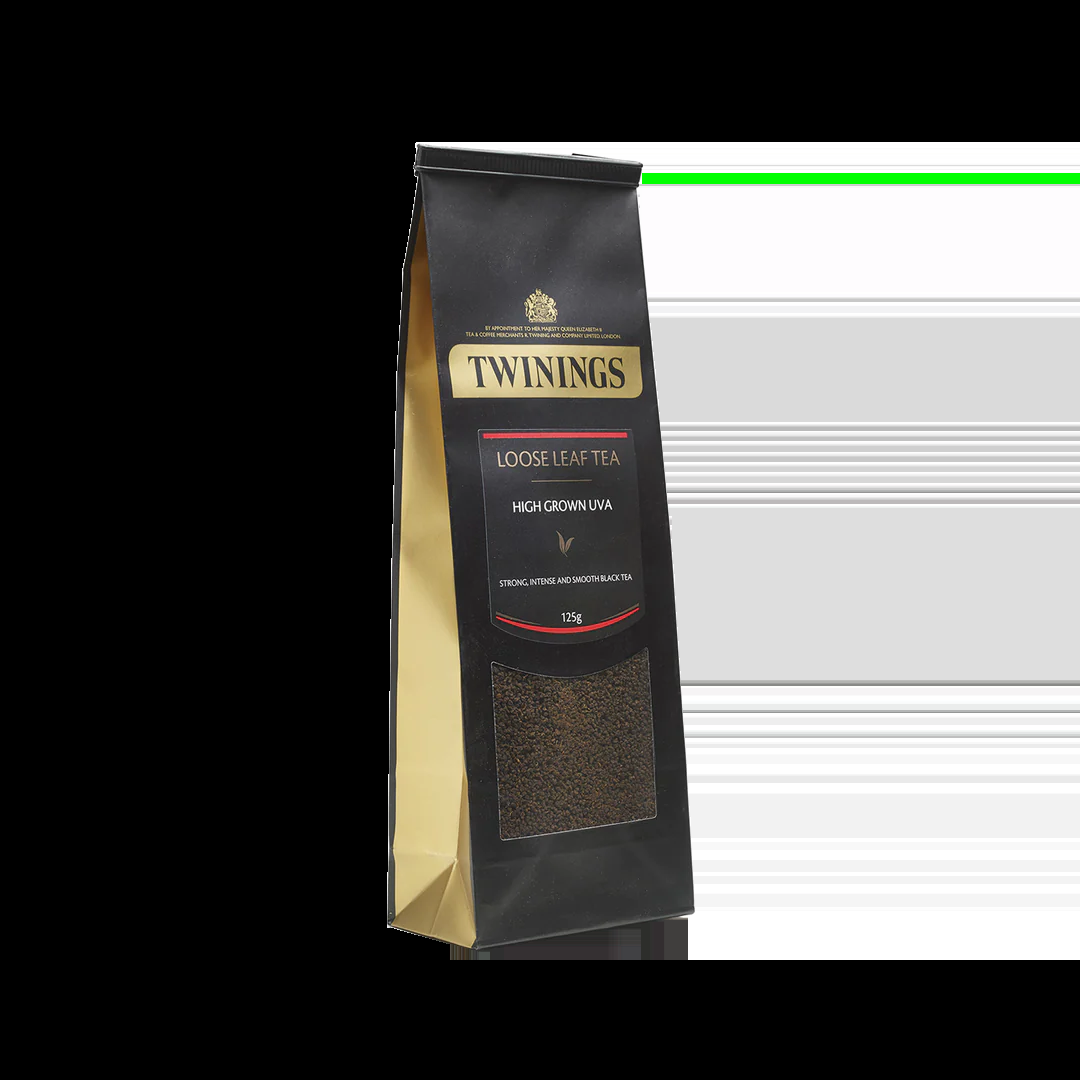 BY APPOINTMENT TO HER MAJESTY QUEEN ELIZABETH II
TEA & COFFEE MERCHANTS R. TWINING AND COMPANY LIMITED, LONDON
TWININGS
LOOSE LEAF TEA
HIGH GROWN UVA
STRONG, INTENSE AND SMOOTH BLACK TEA
125g